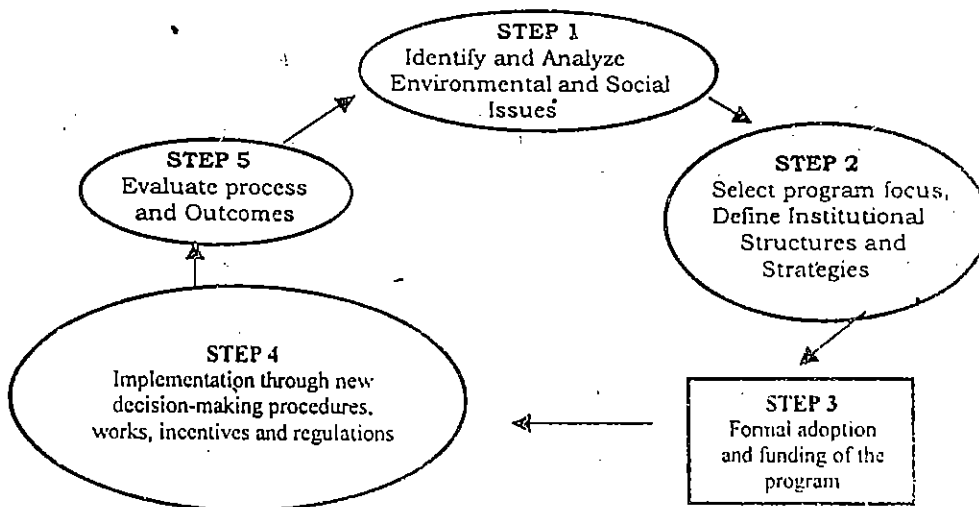 STEP 1
Identify and Analyze
Environmental and Social
Issues
STEP 2
Select program focus,
Define Institutional
Structures and
Strategies
STEP 3
Formal adoption
and funding of the
program
STEP 4
Implementation through new
decision-making procedures,
works, incentives and regulations
STEP 5
Evaluate process
and Outcomes